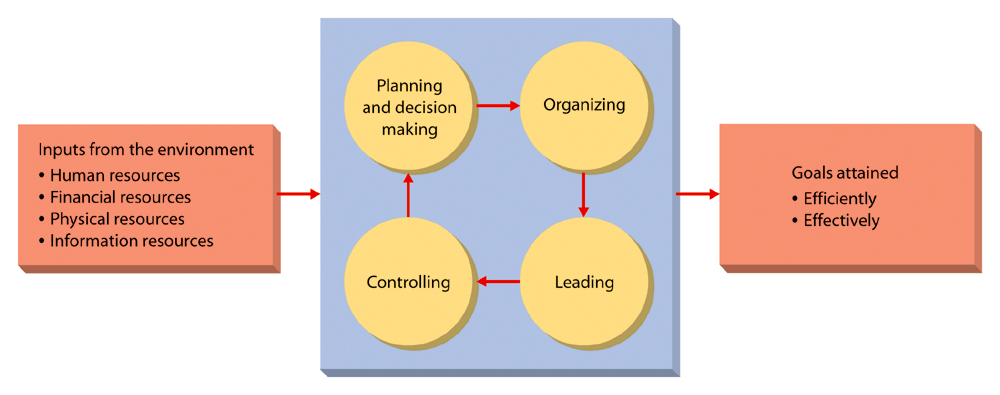 Inputs from the environment
• Human resources
• Financial resources
• Physical resources
• Information resources
Planning
and decision
making
Organizing
Controlling
Leading
Goals attained
• Efficiently
• Effectively